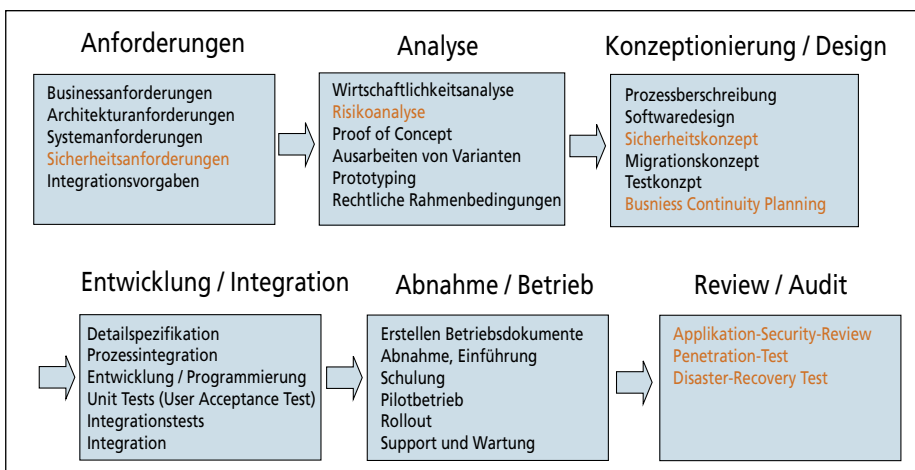 Anforderungen
Businessanforderungen
Architekturanforderungen
Systemanforderungen
Sicherheitsanforderungen
Integrationsvorgaben
Analyse
Wirtschaftlichkeitsanalyse
Risikoanalyse
Proof of Concept
Ausarbeiten von Varianten
Prototyping
Rechtliche Rahmenbedingungen
Konzeptionierung / Design
Prozessberschreibung
Softwaredesign
Sicherheitskonzept
Migrationskonzept
Testkonzpt
Busniess Continuity Planning
Entwicklung / Integration
Detailspezifikation
Prozessintegration
Entwicklung / Programmierung
Unit Tests (User Acceptance Test)
Integrationstests
Integration
Abnahme / Betrieb
Erstellen Betriebsdokumente
Abnahme, Einführung
Schulung
Pilotbetrieb
Rollout
Support und Wartung
Review / Audit
Applikation-Security-Review
Penetration-Test
Disaster-Recovery Test